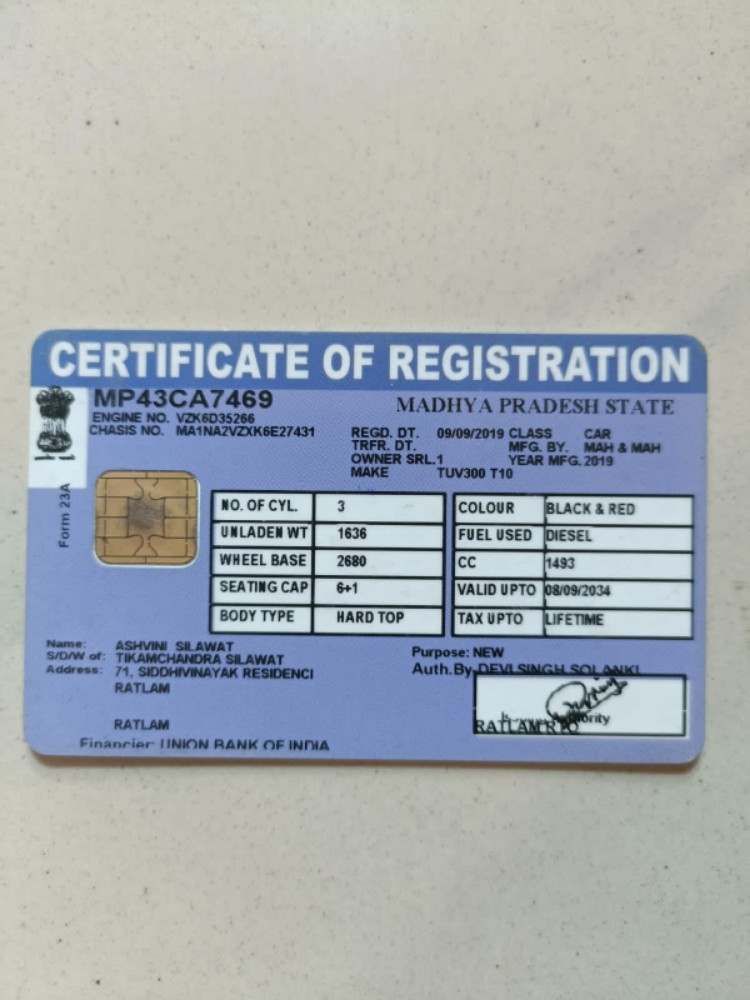 CERTIFICATE OF REGISTRATION
MP43CA7469
MADHYA PRADESH STATE
ENGINE NO. VZK6D35266
CHASIS NO. MA1NA2VZXK6E27431
REGD. DT. 09/09/2019 CLASS CAR
TRFR. DT. MFG. BY. MAH & MAH
OWNER SRL.1 YEAR MFG. 2019
MAKE TUV300 T10
Form 23A
NO. OF CYL. 3 COLOUR BLACK & RED
UNLADEN WT 1636 FUEL USED DIESEL
WHEEL BASE 2680 CC 1493
SEATING CAP 6+1 VALID UPTO 08/09/2034
BODY TYPE HARD TOP TAX UPTO LIFETIME
Name: ASHVINI SILAWAT
S/D/W of: TIKAMCHANDRA SILAWAT
Address: 71, SIDDHIVINAYAK RESIDENCI
RATLAM
RATLAM
Financier: UNION BANK OF INDIA
Purpose: NEW
Auth.By DEVI SINGH SOLANKI
RATLAM RTO